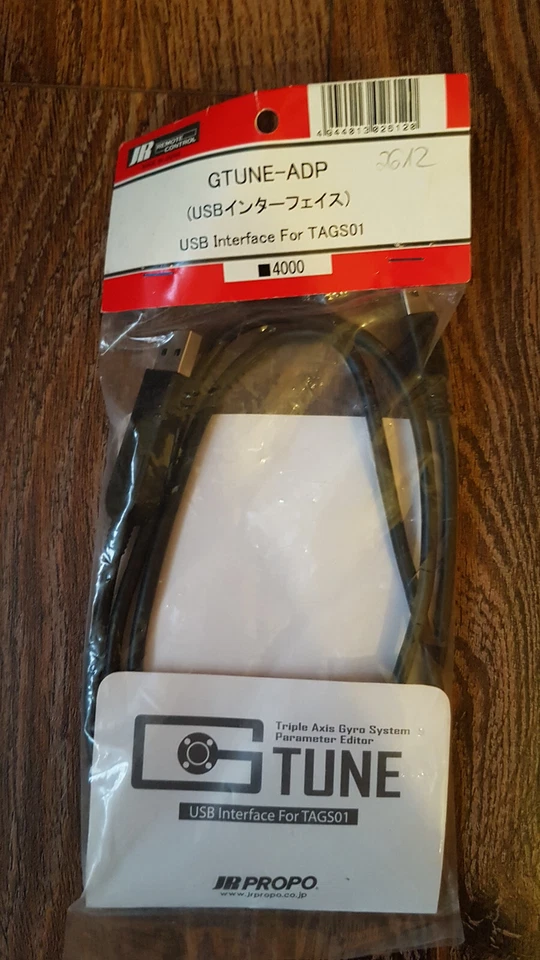 4944013026120
JR REMOTE CONTROL
2612
GTUNE-ADP
(USBインターフェイス)
USB Interface For TAGS01
■4000
Triple Axis Gyro System
Parameter Editor
G TUNE
USB Interface For TAGS01
JR PROPO
www.jrpropo.co.jp